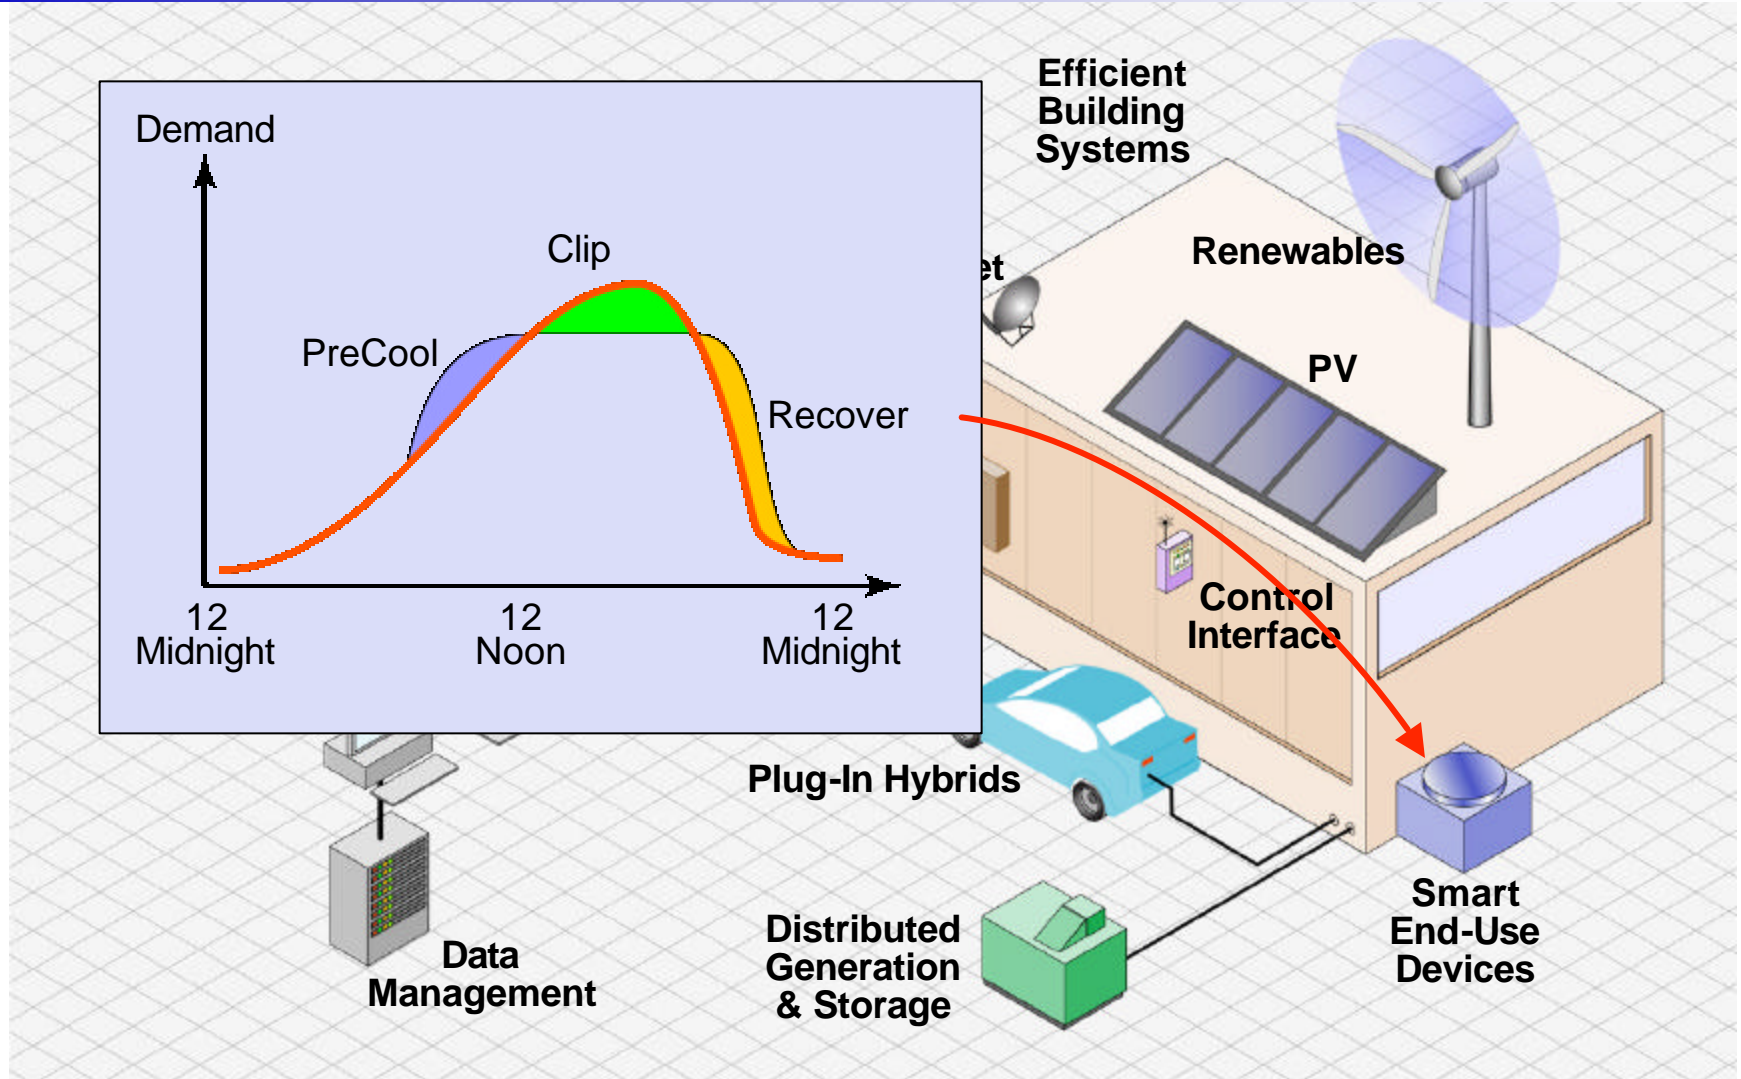 Demand
Clip
PreCool
Recover
12
Midnight
12
Noon
12
Midnight
Efficient
Building
Systems
Renewables
PV
Control
Interface
Plug-In Hybrids
Smart
End-Use
Devices
Distributed
Generation
& Storage
Data
Management